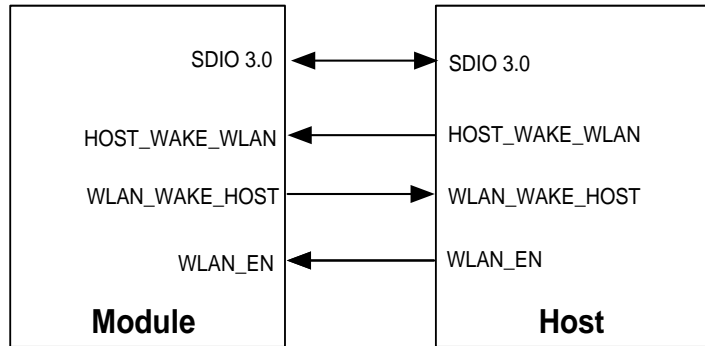 SDIO 3.0 SDIO 3.0
HOST_WAKE_WLAN HOST_WAKE_WLAN
WLAN_WAKE_HOST WLAN_WAKE_HOST
WLAN_EN WLAN_EN
Module Host